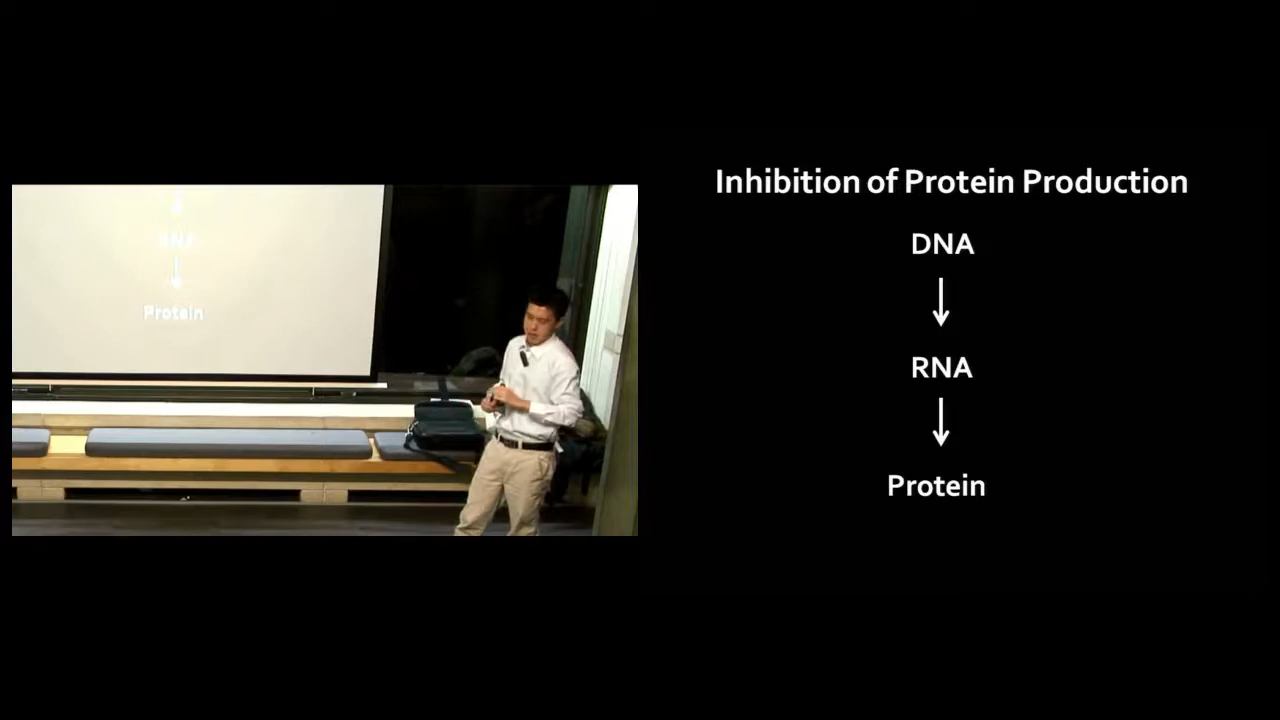 Inhibition of Protein Production
DNA
RNA
Protein
Protein